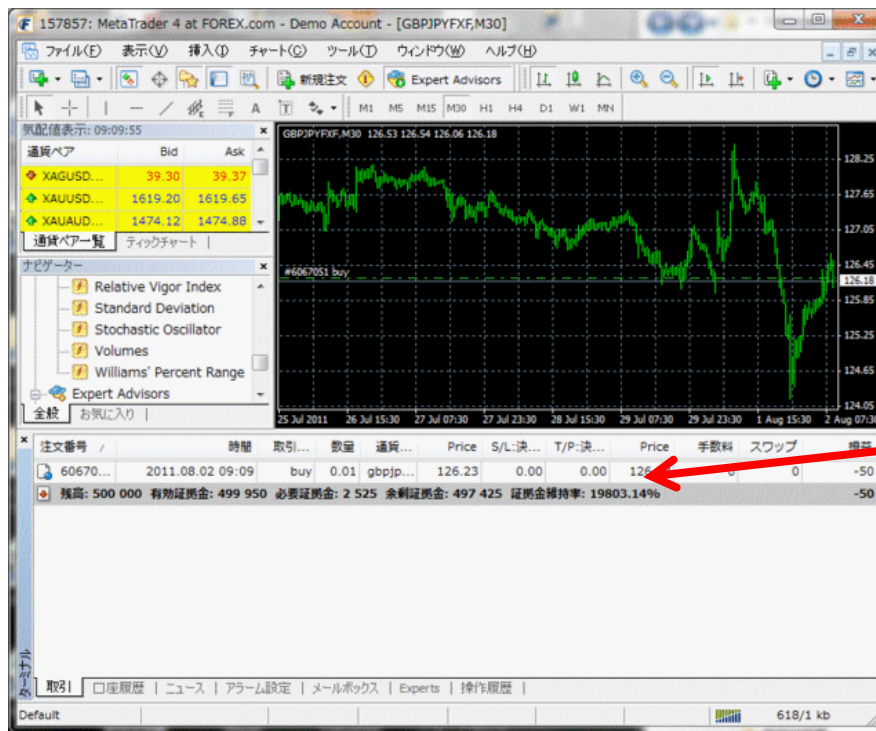 157857: MetaTrader 4 at FOREX.com - Demo Account - [GBPJPYFXF,M30]
ファイル(F) 表示(V) 挿入(I) チャート(C) ツール(T) ウィンドウ(W) ヘルプ(H)
新規注文 Expert Advisors
A T M1 M5 M15 M30 H1 H4 D1 W1 MN
気配値表示: 09:09:55
通貨ペア Bid Ask
XAGUSD... 39.30 39.37
XAUUSD... 1619.20 1619.65
XAUAUD... 1474.12 1474.88
通貨ペア一覧 ティックチャート
ナビゲーター
Relative Vigor Index
Standard Deviation
Stochastic Oscillator
Volumes
Williams' Percent Range
Expert Advisors
全般 お気に入り
GBPJPYFXF,M30 126.53 126.54 126.06 126.18
128.25
127.65
127.05
126.45
126.18
125.85
125.25
124.65
124.05
#6067051 buy
25 Jul 2011 26 Jul 15:30 27 Jul 07:30 27 Jul 23:30 28 Jul 15:30 29 Jul 07:30 29 Jul 23:30 1 Aug 15:30 2 Aug 07:30
注文番号 / 時間 取引... 数量 通貨... Price S/L:決... T/P:決... Price 手数料 スワップ 損益
60670... 2011.08.02 09:09 buy 0.01 gbpjp... 126.23 0.00 0.00 0 0 -50
残高: 500 000 有効証拠金: 499 950 必要証拠金: 2 525 余剰証拠金: 497 425 証拠金維持率: 19803.14% -50
ターミナル
取引 口座履歴 ニュース アラーム設定 メールボックス Experts 操作履歴
Default 618/1 kb